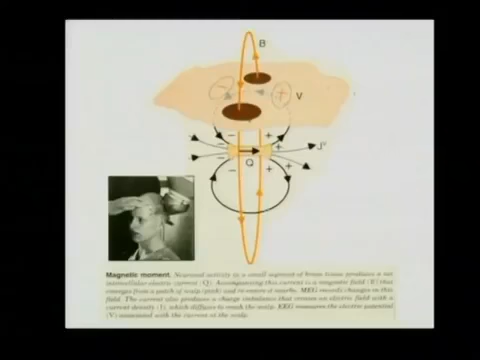 B
− + V
− − + +
Jᵛ
Q
− +
Magnetic moment. Neuronal activity in a small segment of brain tissue produces a net
intracellular electric current (Q). Accompanying this current is a magnetic field (B) that
emerges from a patch of scalp (pink) and re-enters nearby. MEG records changes in this
field. The current also produces a charge imbalance that creates an electric field with a
current density (J), which diffuses to reach the scalp. EEG measures the electric potential
(V) associated with the current at the scalp.